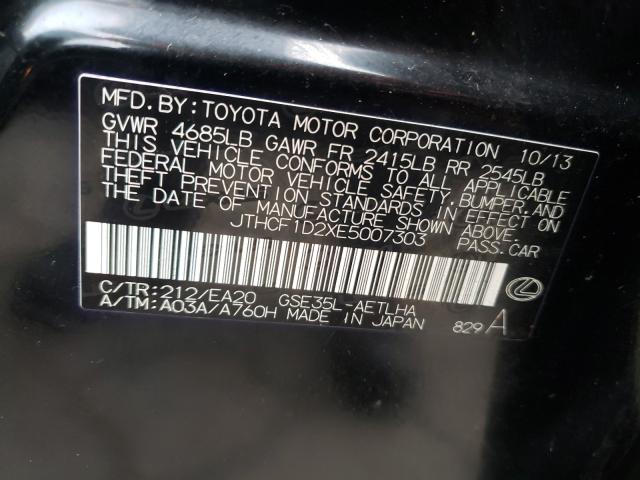 MFD. BY: TOYOTA MOTOR CORPORATION 10/13
GVWR 4685LB GAWR FR 2415LB RR 2545LB
THIS VEHICLE CONFORMS TO ALL APPLICABLE
FEDERAL MOTOR VEHICLE SAFETY, BUMPER, AND
THEFT PREVENTION STANDARDS IN EFFECT ON
THE DATE OF MANUFACTURE SHOWN ABOVE.
JTHCF1D2XE5007303 PASS. CAR
C/TR: 212/EA20 GSE35L-AETLHA
A/TM: A03A/A760H MADE IN JAPAN 829 A